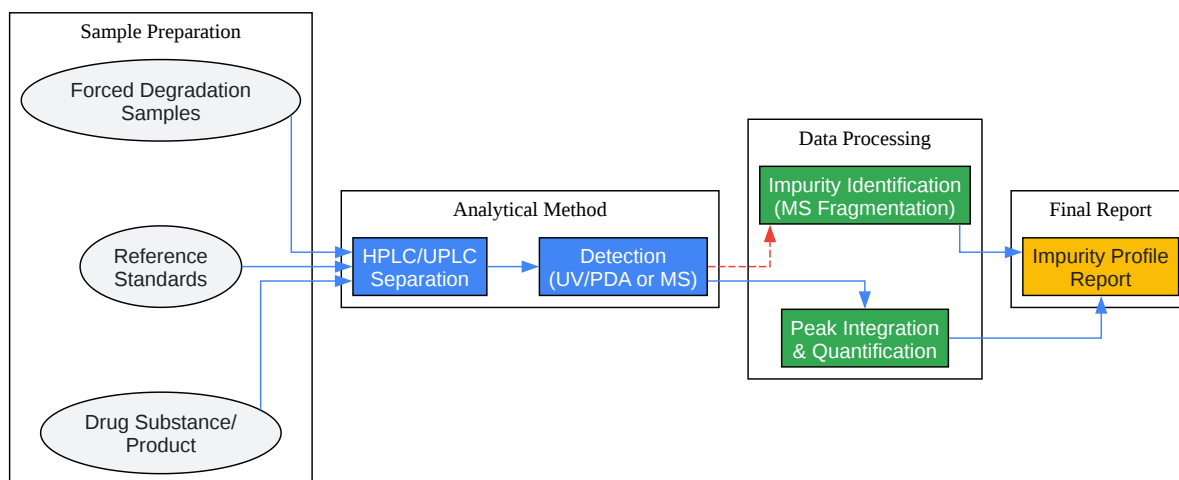 Sample Preparation
Forced Degradation
Samples
Reference
Standards
Drug Substance/
Product
Analytical Method
HPLC/UPLC
Separation
Detection
(UV/PDA or MS)
Data Processing
Impurity Identification
(MS Fragmentation)
Peak Integration
& Quantification
Final Report
Impurity Profile
Report